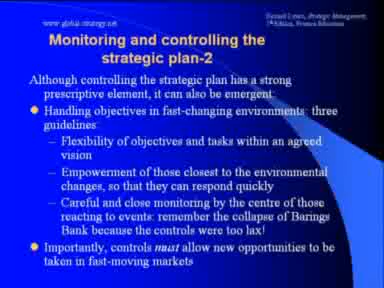 www.global-strategy.net
Richard Lynch, Strategic Management,
Edition, Pearson Education
Monitoring and controlling the
strategic plan-2
Although controlling the strategic plan has a strong
prescriptive element, it can also be emergent:
Handling objectives in fast-changing environments: three
guidelines:
– Flexibility of objectives and tasks within an agreed
vision
– Empowerment of those closest to the environmental
changes, so that they can respond quickly
– Careful and close monitoring by the centre of those
reacting to events: remember the collapse of Barings
Bank because the controls were too lax!
Importantly, controls must allow new opportunities to be
taken in fast-moving markets